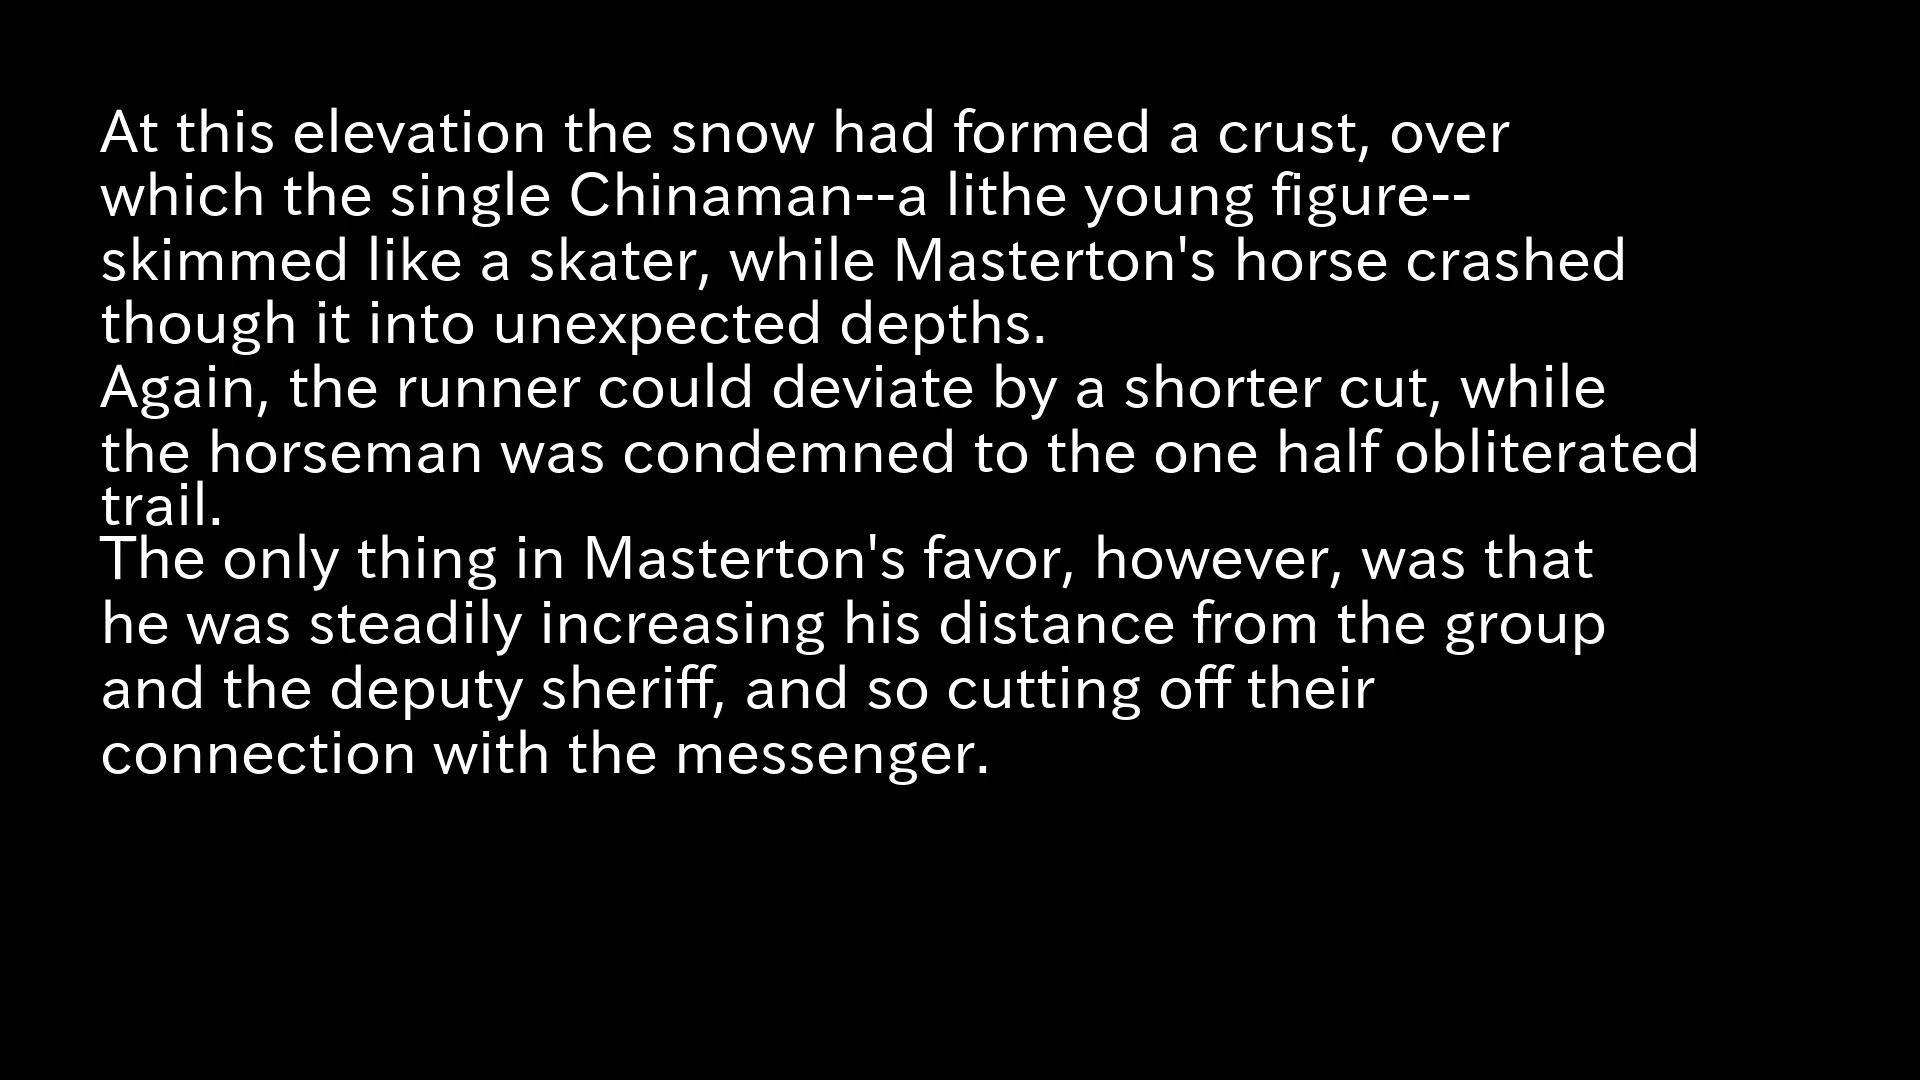 At this elevation the snow had formed a crust, over
which the single Chinaman--a lithe young figure--
skimmed like a skater, while Masterton's horse crashed
though it into unexpected depths.
Again, the runner could deviate by a shorter cut, while
the horseman was condemned to the one half obliterated
trail.
The only thing in Masterton's favor, however, was that
he was steadily increasing his distance from the group
and the deputy sheriff, and so cutting off their
connection with the messenger.